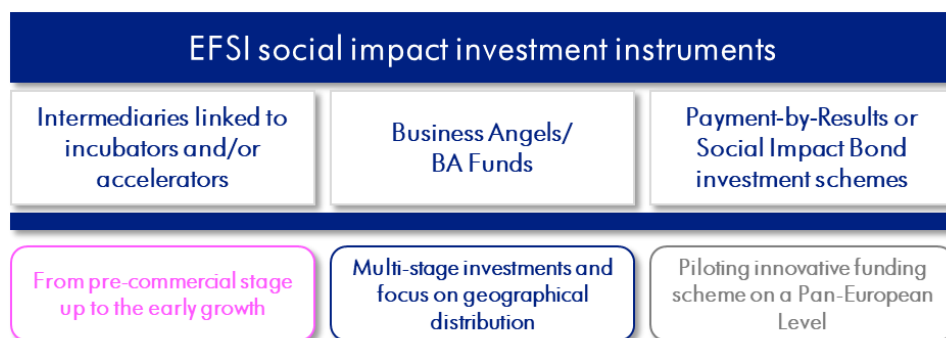 EFSI social impact investment instruments
Intermediaries linked to
incubators and/or
accelerators
Business Angels/
BA Funds
Payment-by-Results or
Social Impact Bond
investment schemes
From pre-commercial stage
up to the early growth
Multi-stage investments and
focus on geographical
distribution
Piloting innovative funding
scheme on a Pan-European
Level